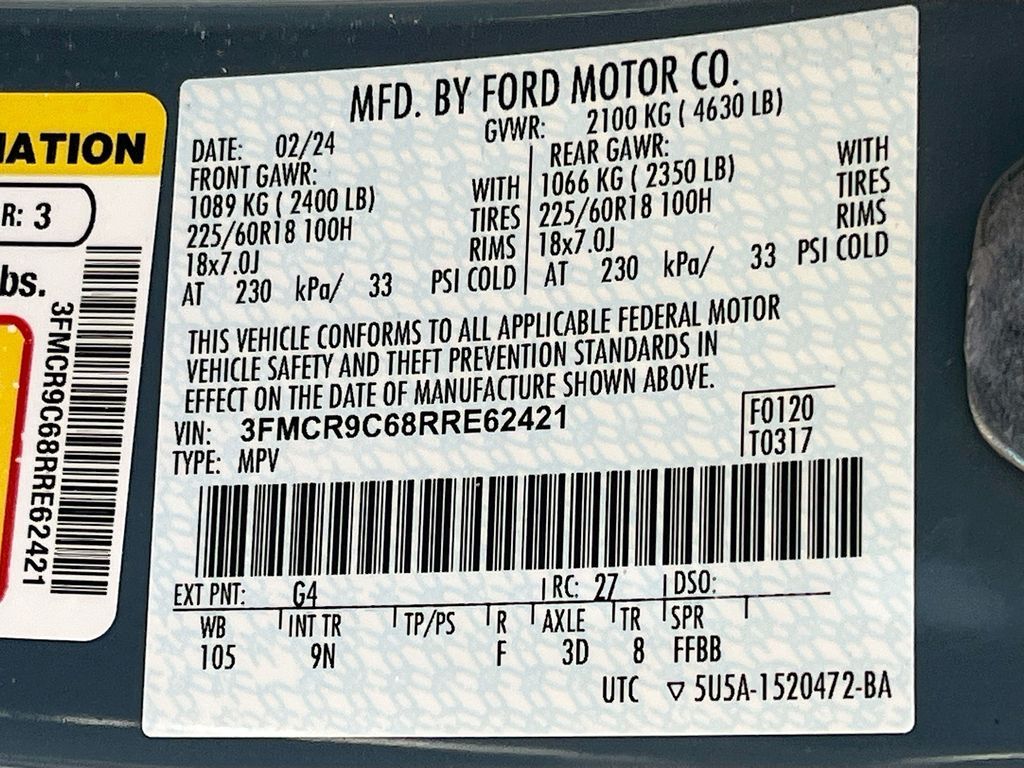 MFD. BY FORD MOTOR CO.
DATE: 02/24
GVWR: 2100 KG ( 4630 LB)
FRONT GAWR:
1089 KG ( 2400 LB) WITH
225/60R18 100H TIRES
18x7.0J RIMS
AT 230 kPa/ 33 PSI COLD
REAR GAWR: WITH
1066 KG ( 2350 LB) TIRES
225/60R18 100H RIMS
18x7.0J
AT 230 kPa/ 33 PSI COLD
THIS VEHICLE CONFORMS TO ALL APPLICABLE FEDERAL MOTOR
VEHICLE SAFETY AND THEFT PREVENTION STANDARDS IN
EFFECT ON THE DATE OF MANUFACTURE SHOWN ABOVE.
VIN: 3FMCR9C68RRE62421
TYPE: MPV
F0120
T0317
EXT PNT: G4 RC: 27 DSO:
WB INT TR TP/PS R AXLE TR SPR
105 9N F 3D 8 FFBB
UTC ▽ 5U5A-1520472-BA
IATION
R: 3
bs.
3FMCR9C68RRE62421